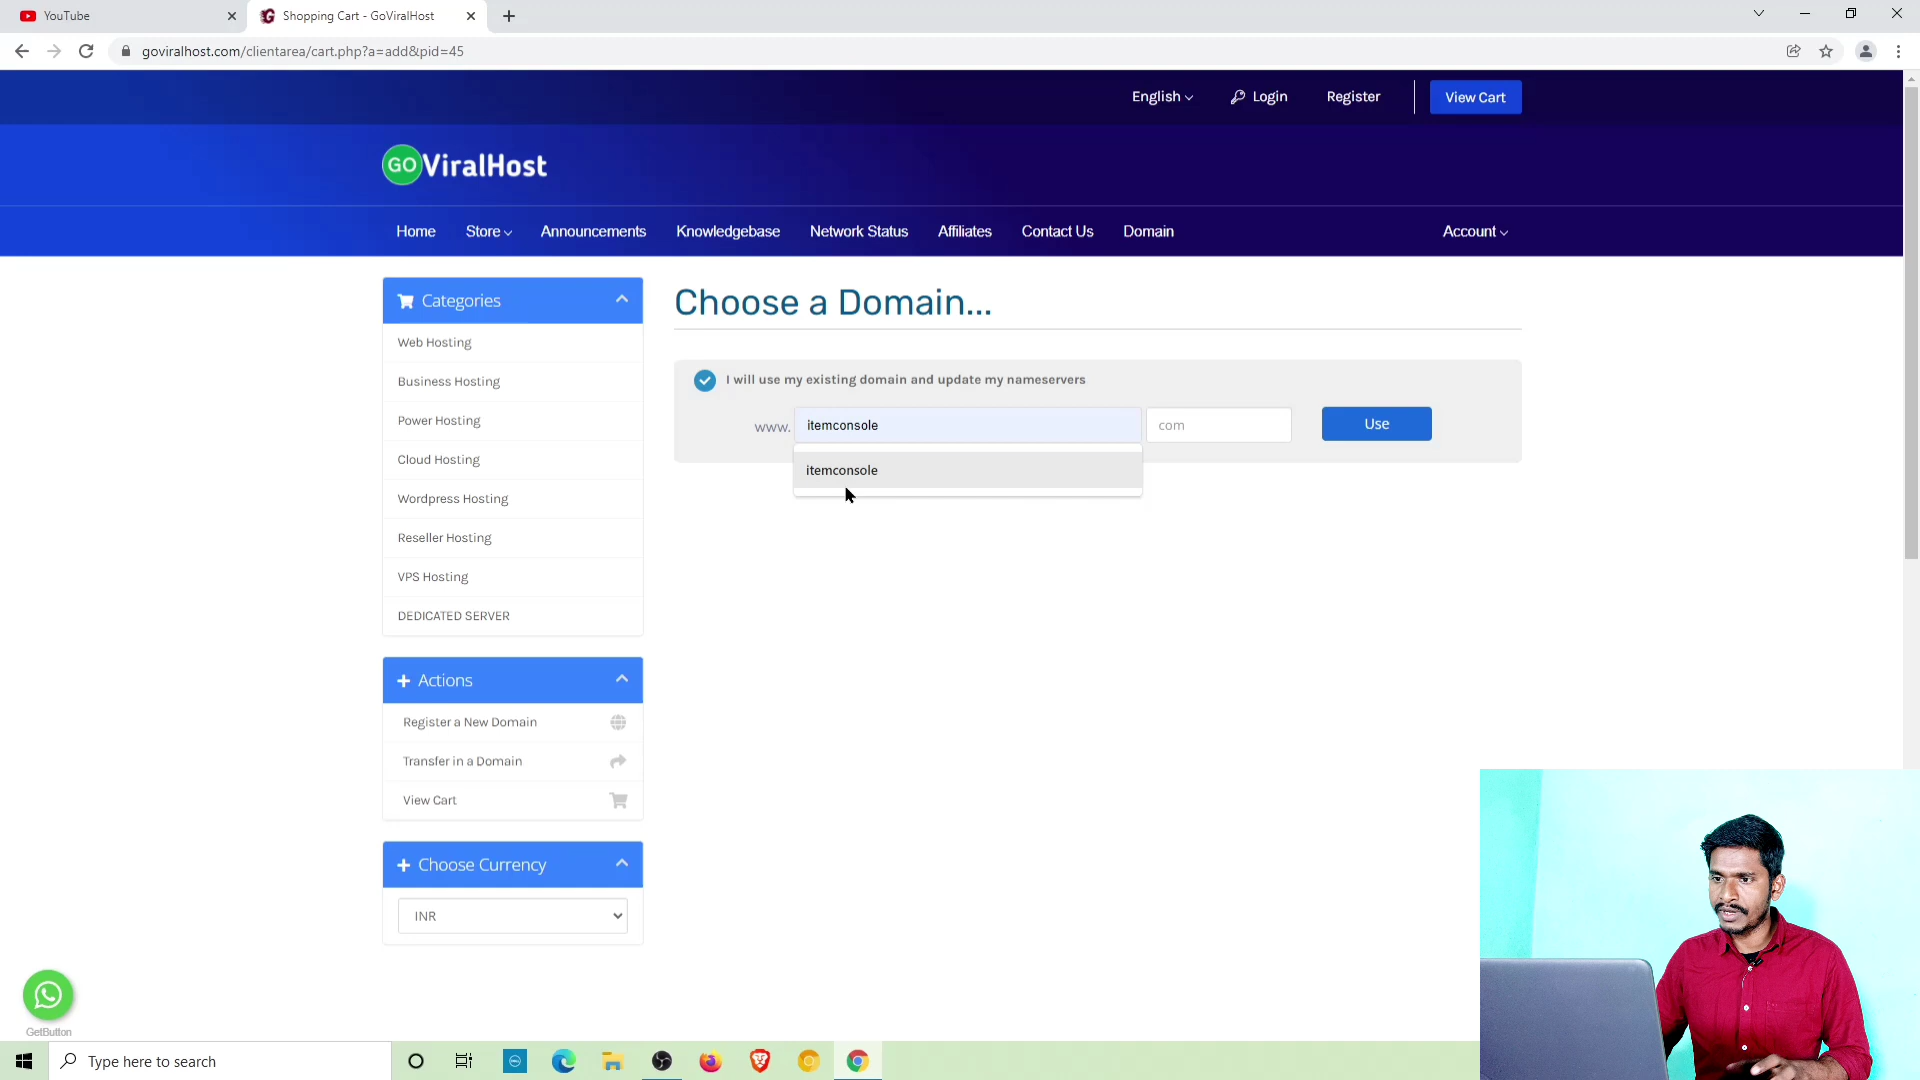 YouTube
Shopping Cart - GoViralHost
goviralhost.com/clientarea/cart.php?a=add&pid=45
English
Login
Register
View Cart
GO ViralHost
Home
Store
Announcements
Knowledgebase
Network Status
Affiliates
Contact Us
Domain
Account
Categories
Web Hosting
Business Hosting
Power Hosting
Cloud Hosting
Wordpress Hosting
Reseller Hosting
VPS Hosting
DEDICATED SERVER
Actions
Register a New Domain
Transfer in a Domain
View Cart
Choose Currency
INR
Choose a Domain...
I will use my existing domain and update my nameservers
www.
itemconsole
com
Use
itemconsole
GetButton
Type here to search